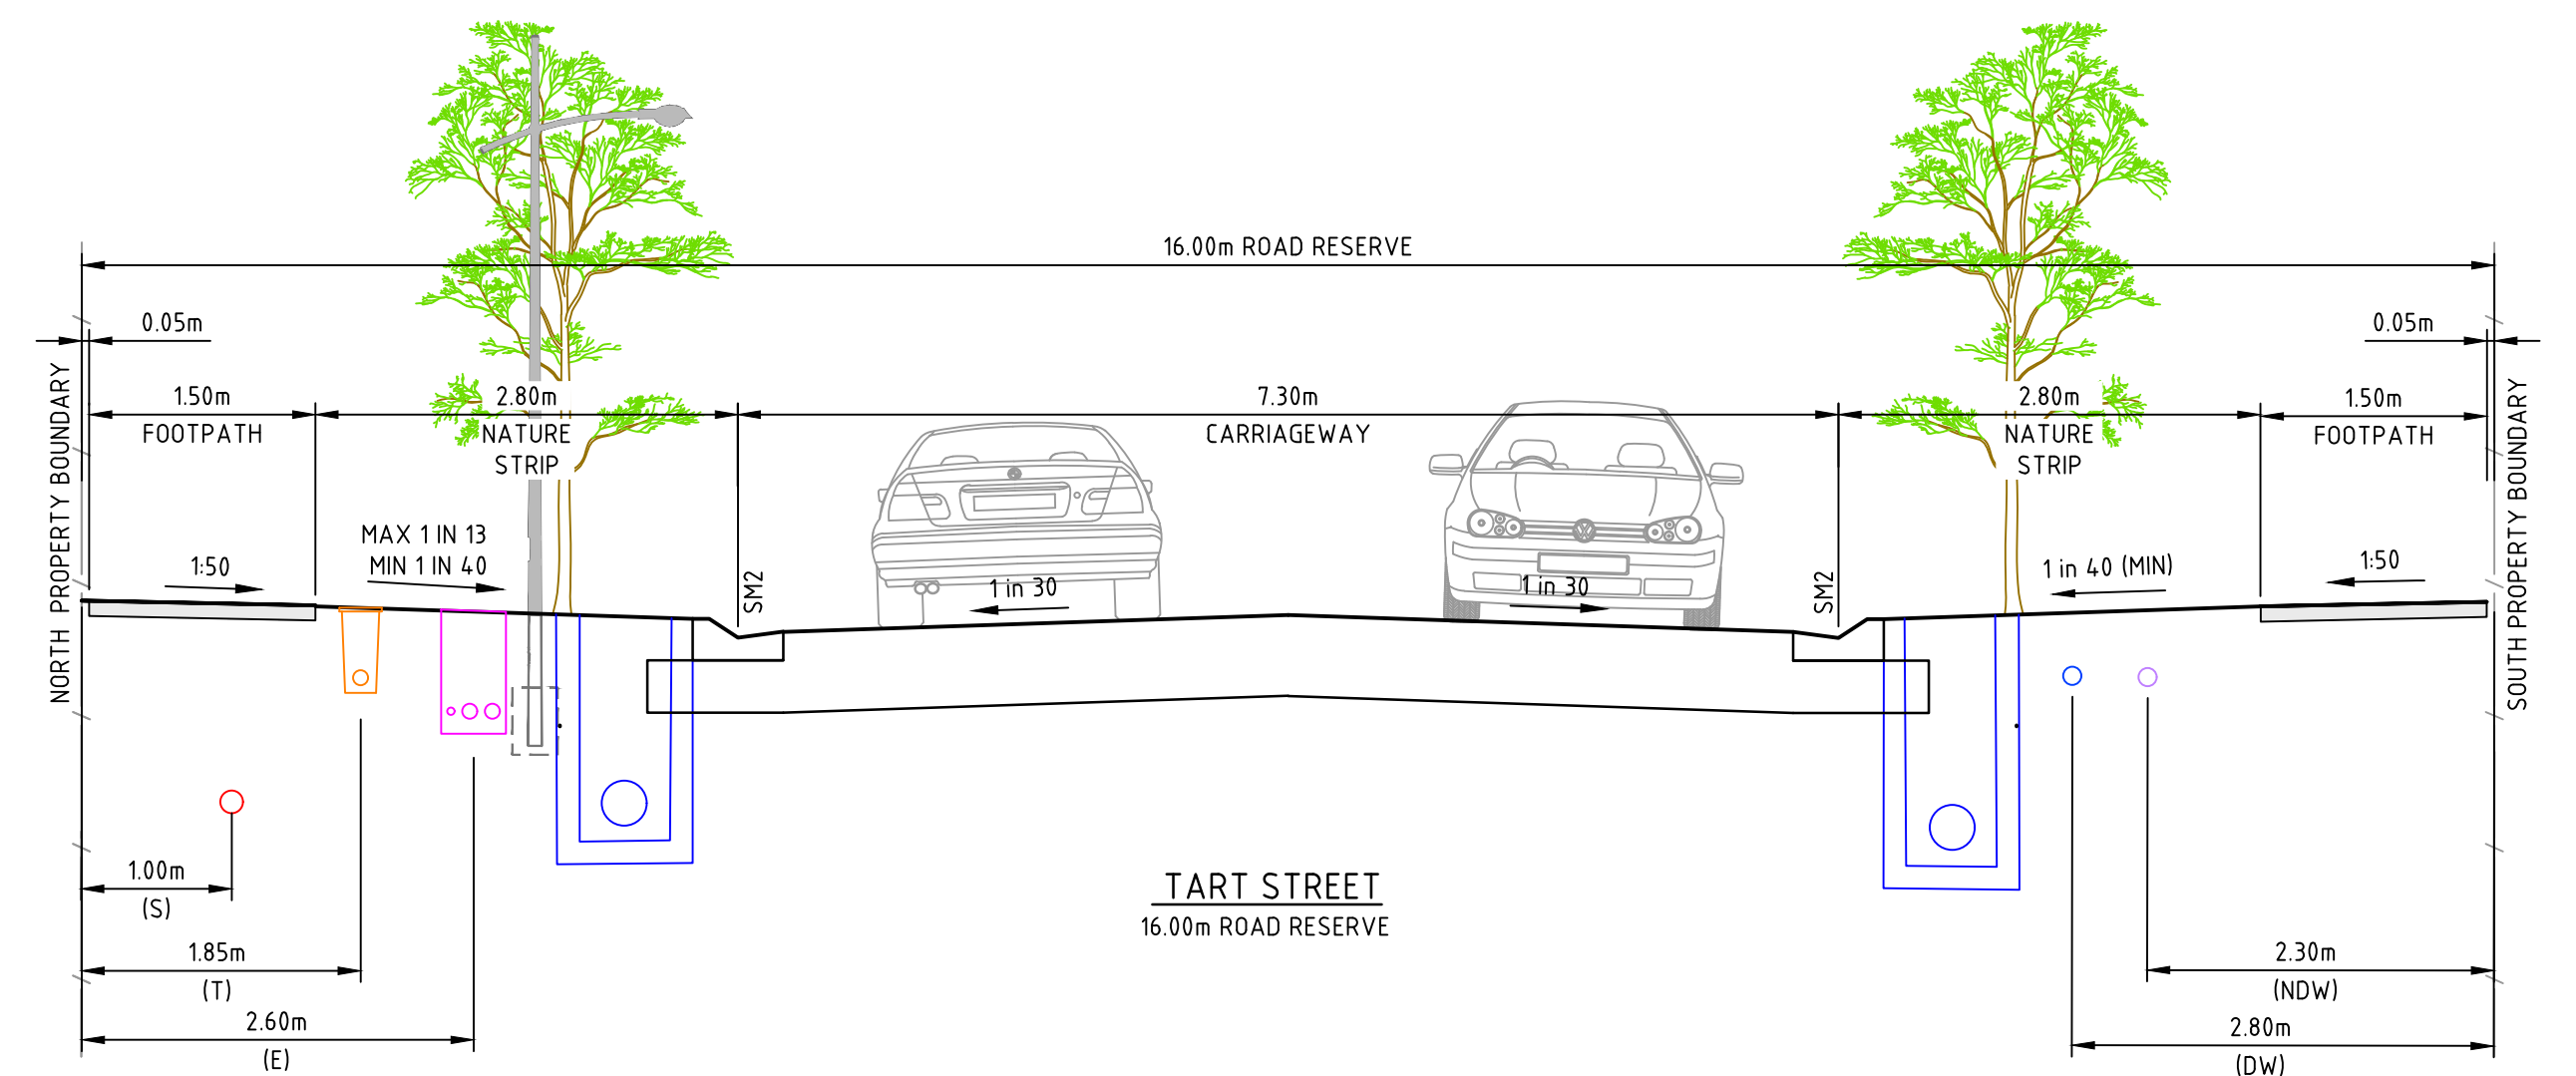 16.00m ROAD RESERVE
0.05m
0.05m
1.50m
FOOTPATH
2.80m
NATURE
STRIP
7.30m
CARRIAGEWAY
2.80m
NATURE
STRIP
1.50m
FOOTPATH
NORTH PROPERTY BOUNDARY
SOUTH PROPERTY BOUNDARY
1:50
MAX 1 IN 13
MIN 1 IN 40
SM2
1 in 30
1 in 30
SM2
1 in 40 (MIN)
1:50
1.00m
(S)
1.85m
(T)
2.60m
(E)
TART STREET
16.00m ROAD RESERVE
2.30m
(NDW)
2.80m
(DW)